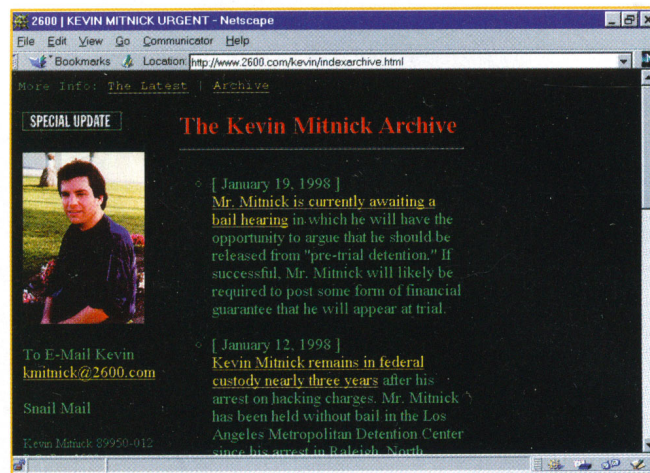 2600 | KEVIN MITNICK URGENT - Netscape
File Edit View Go Communicator Help
Bookmarks Location: http://www.2600.com/kevin/indexarchive.html
More Info: The Latest | Archive
SPECIAL UPDATE
The Kevin Mitnick Archive
[ January 19, 1998 ]
Mr. Mitnick is currently awaiting a
bail hearing in which he will have the
opportunity to argue that he should be
released from "pre-trial detention." If
successful, Mr. Mitnick will likely be
required to post some form of financial
guarantee that he will appear at trial.
[ January 12, 1998 ]
Kevin Mitnick remains in federal
custody nearly three years after his
arrest on hacking charges. Mr. Mitnick
has been held without bail in the Los
Angeles Metropolitan Detention Center
since his arrest in Raleigh, North
To E-Mail Kevin
kmitnick@2600.com
Snail Mail
Kevin Mitnick 89950-012